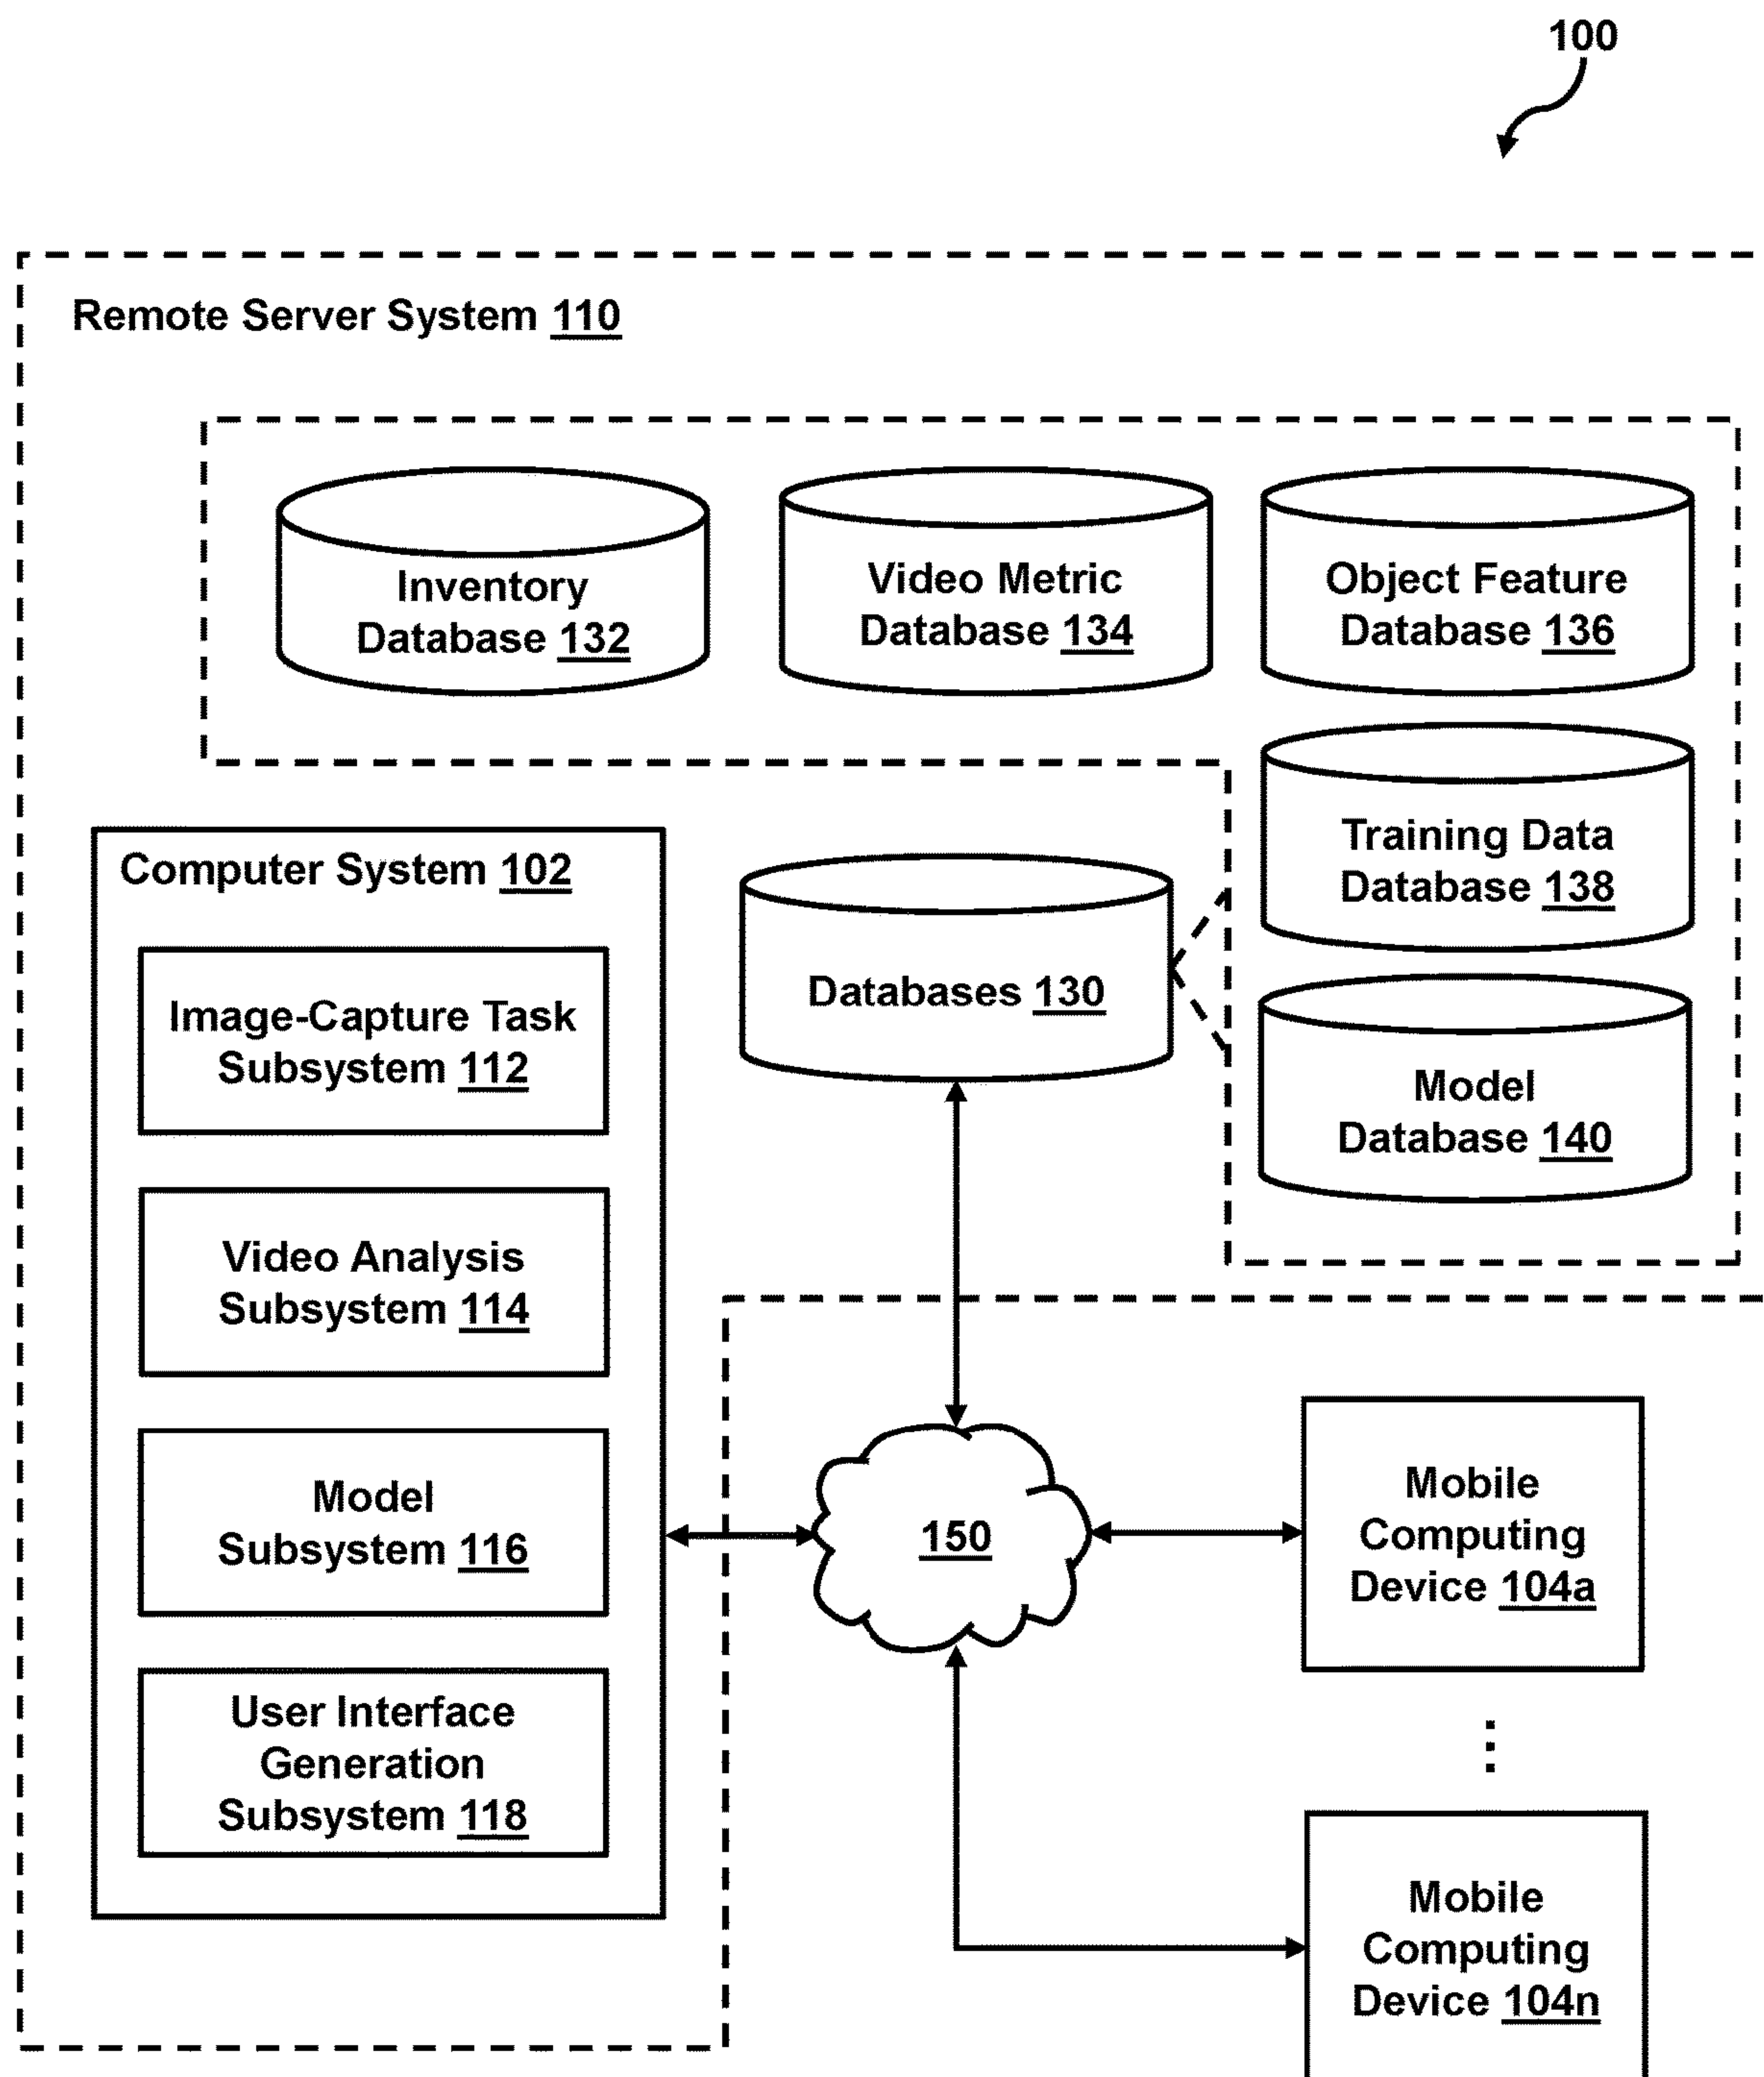 100
Remote Server System 110
Inventory
Database 132
Video Metric
Database 134
Object Feature
Database 136
Training Data
Database 138
Model
Database 140
Databases 130
Computer System 102
Image-Capture Task
Subsystem 112
Video Analysis
Subsystem 114
Model
Subsystem 116
User Interface
Generation
Subsystem 118
150
Mobile
Computing
Device 104a
Mobile
Computing
Device 104n